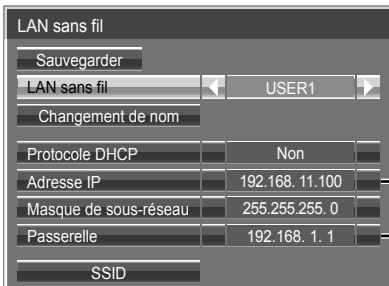 LAN sans fil
Sauvegarder
LAN sans fil USER1
Changement de nom
Protocole DHCP Non
Adresse IP 192.168. 11.100
Masque de sous-réseau 255.255.255. 0
Passerelle 192.168. 1. 1
SSID